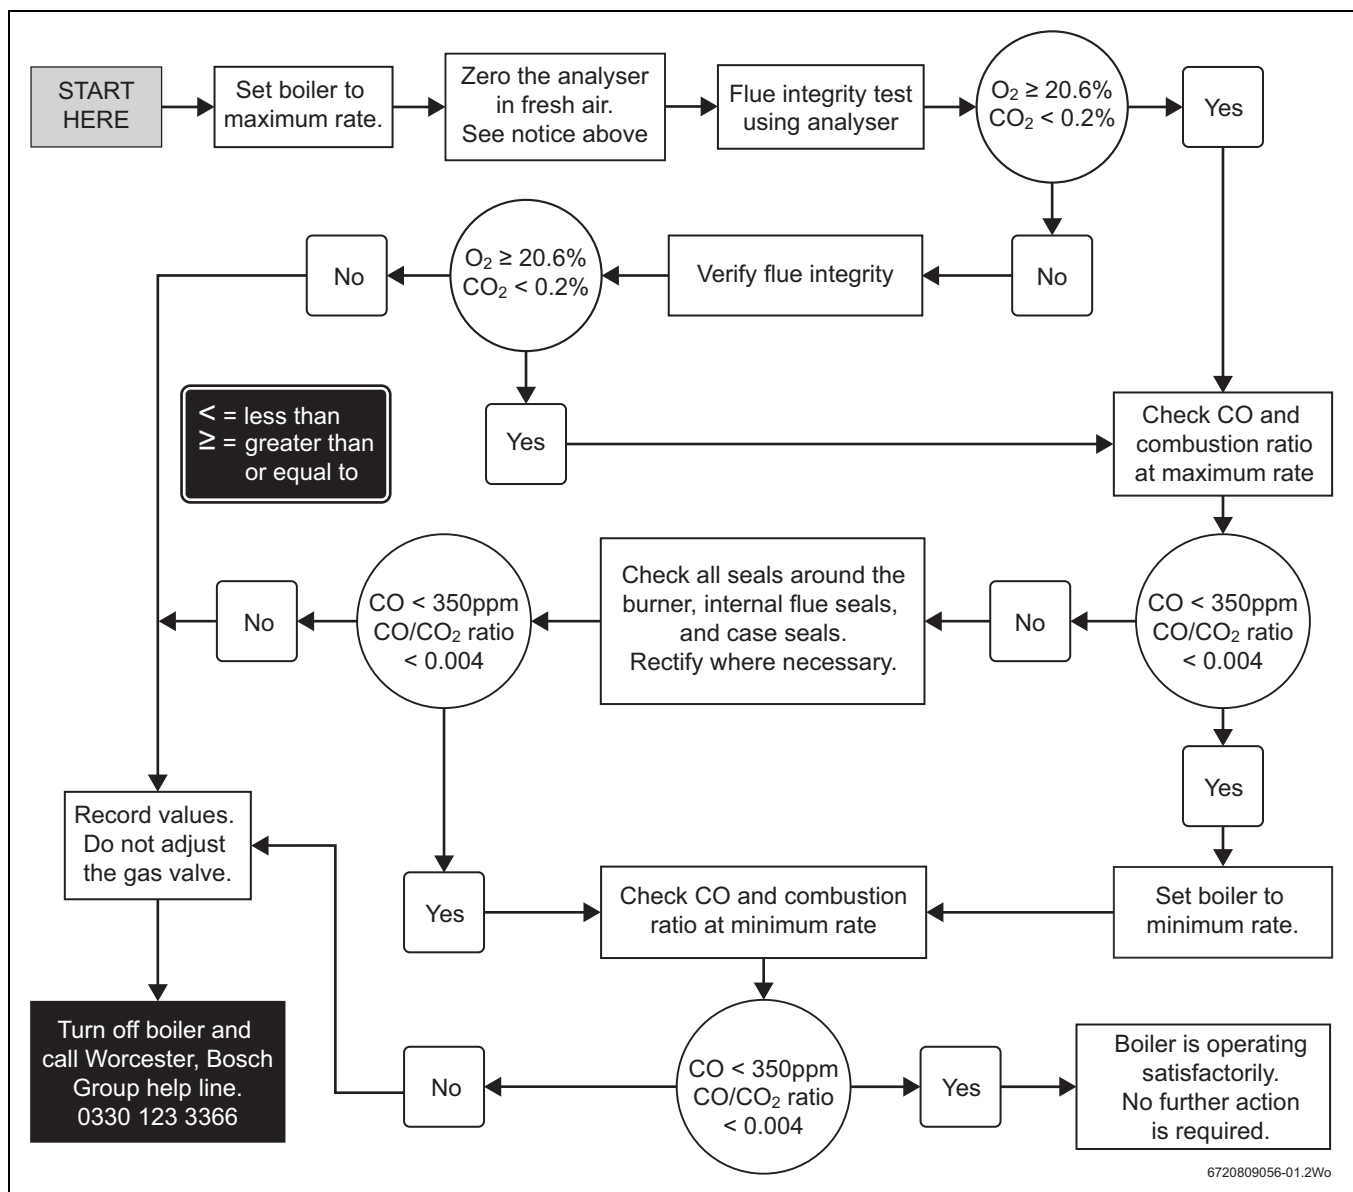 START
HERE
Set boiler to
maximum rate.
Zero the analyser
in fresh air.
See notice above
Flue integrity test
using analyser
O₂ ≥ 20.6%
CO₂ < 0.2%
Yes
No
Verify flue integrity
O₂ ≥ 20.6%
CO₂ < 0.2%
No
Yes
< = less than
≥ = greater than
or equal to
Check CO and
combustion ratio
at maximum rate
CO < 350ppm
CO/CO₂ ratio
< 0.004
No
Check all seals around the
burner, internal flue seals,
and case seals.
Rectify where necessary.
CO < 350ppm
CO/CO₂ ratio
< 0.004
No
Yes
Yes
Set boiler to
minimum rate.
Check CO and combustion
ratio at minimum rate
Record values.
Do not adjust
the gas valve.
Turn off boiler and
call Worcester, Bosch
Group help line.
0330 123 3366
No
CO < 350ppm
CO/CO₂ ratio
< 0.004
Yes
Boiler is operating
satisfactorily.
No further action
is required.
6720809056-01.2Wo